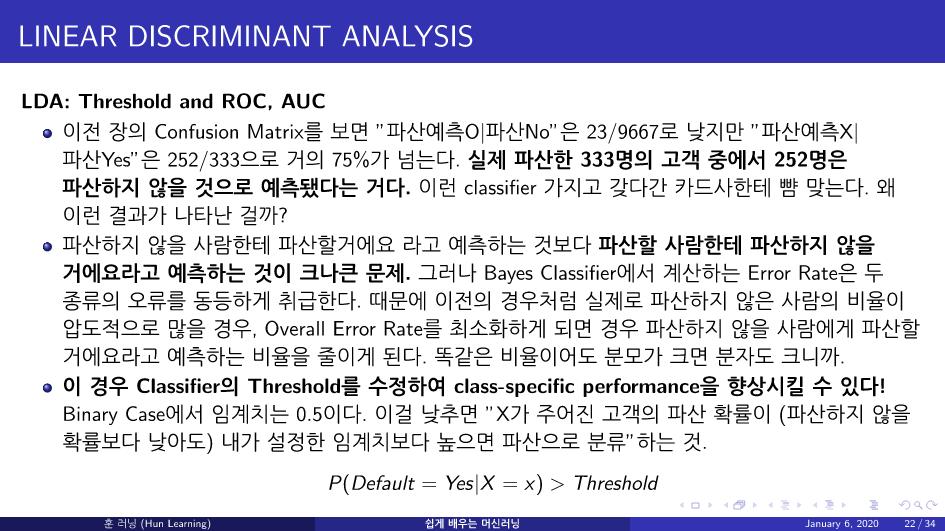 LINEAR DISCRIMINANT ANALYSIS
LDA: Threshold and ROC, AUC
이전 장의 Confusion Matrix를 보면 ”파산예측O|파산No”은 23/9667로 낮지만 ”파산예측X|
파산Yes”은 252/333으로 거의 75%가 넘는다. 실제 파산한 333명의 고객 중에서 252명은
파산하지 않을 것으로 예측됐다는 거다. 이런 classifier 가지고 갖다간 카드사한테 뺨 맞는다. 왜
이런 결과가 나타난 걸까?
파산하지 않을 사람한테 파산할거에요 라고 예측하는 것보다 파산할 사람한테 파산하지 않을
거에요라고 예측하는 것이 크나큰 문제. 그러나 Bayes Classifier에서 계산하는 Error Rate은 두
종류의 오류를 동등하게 취급한다. 때문에 이전의 경우처럼 실제로 파산하지 않은 사람의 비율이
압도적으로 많을 경우, Overall Error Rate를 최소화하게 되면 경우 파산하지 않을 사람에게 파산할
거에요라고 예측하는 비율을 줄이게 된다. 똑같은 비율이어도 분모가 크면 분자도 크니까.
이 경우 Classifier의 Threshold를 수정하여 class-specific performance을 향상시킬 수 있다!
Binary Case에서 임계치는 0.5이다. 이걸 낮추면 ”X가 주어진 고객의 파산 확률이 (파산하지 않을
확률보다 낮아도) 내가 설정한 임계치보다 높으면 파산으로 분류”하는 것.
P(Default = Yes|X = x) > Threshold
훈 러닝 (Hun Learning) 쉽게 배우는 머신러닝 January 6, 2020 22 / 34